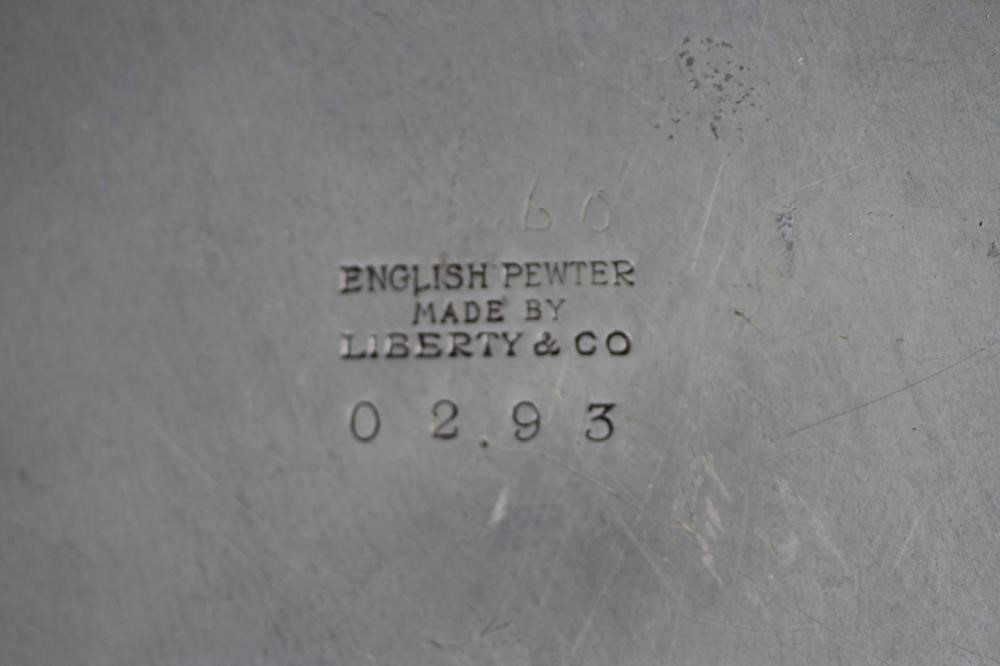 60
ENGLISH PEWTER
MADE BY
LIBERTY & CO
0293